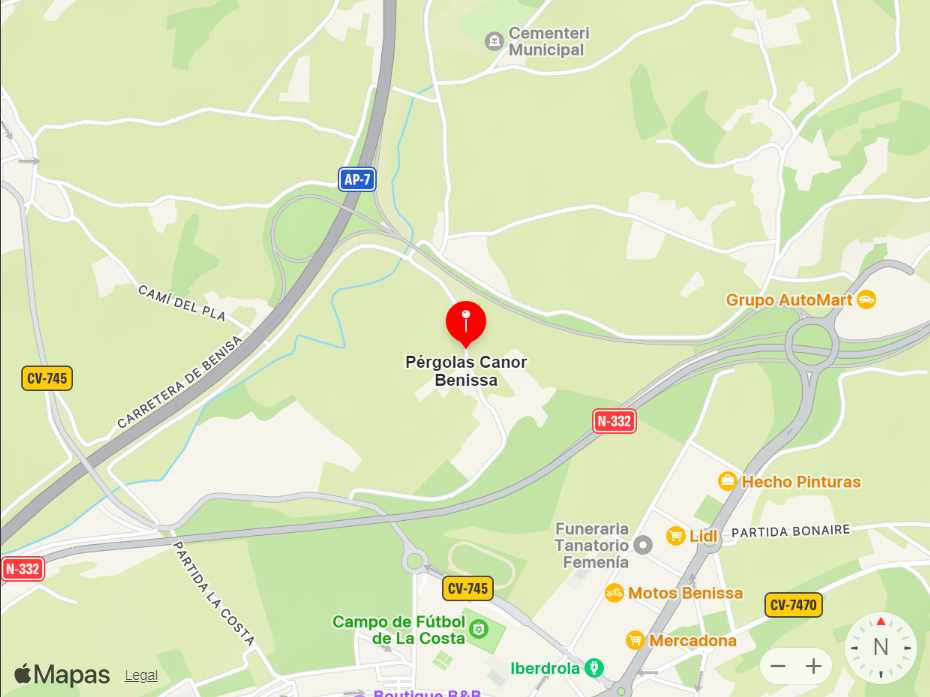 Cementeri
Municipal
AP-7
CAMÍ DEL PLA
Grupo AutoMart
CARRETERA DE BENISA
Pérgolas Canor
Benissa
CV-745
N-332
Hecho Pinturas
Funeraria
Tanatorio
Femenía
Lidl
PARTIDA BONAIRE
N-332
PARTIDA LA COSTA
CV-745
Motos Benissa
CV-7470
Campo de Fútbol
de La Costa
Mercadona
N
Iberdrola
Mapas
Legal
Boutique B&B